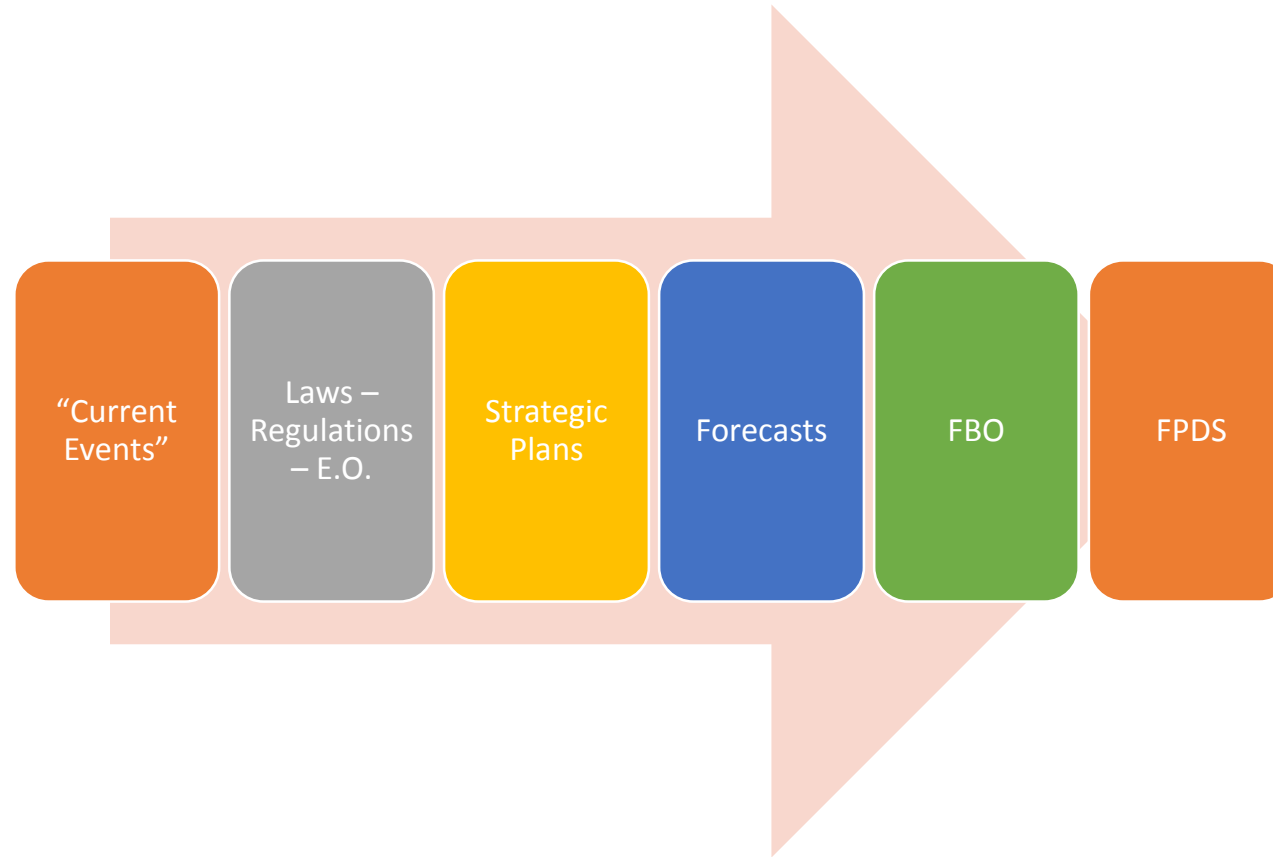 “Current
Events”
Laws –
Regulations
– E.O.
Strategic
Plans
Forecasts
FBO
FPDS